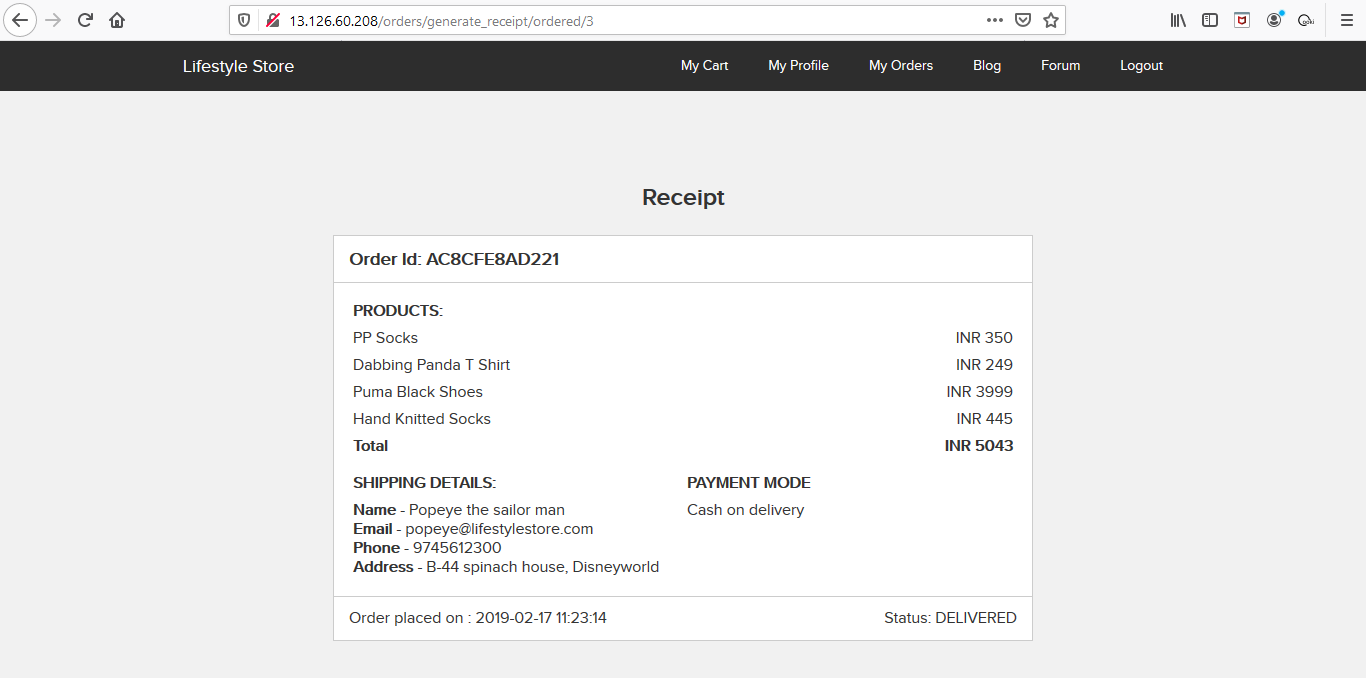 13.126.60.208/orders/generate_receipt/ordered/3
Lifestyle Store My Cart My Profile My Orders Blog Forum Logout
Receipt
Order Id: AC8CFE8AD221
PRODUCTS:
PP Socks INR 350
Dabbing Panda T Shirt INR 249
Puma Black Shoes INR 3999
Hand Knitted Socks INR 445
Total INR 5043
SHIPPING DETAILS: PAYMENT MODE
Name - Popeye the sailor man Cash on delivery
Email - popeye@lifestylestore.com
Phone - 9745612300
Address - B-44 spinach house, Disneyworld
Order placed on : 2019-02-17 11:23:14 Status: DELIVERED